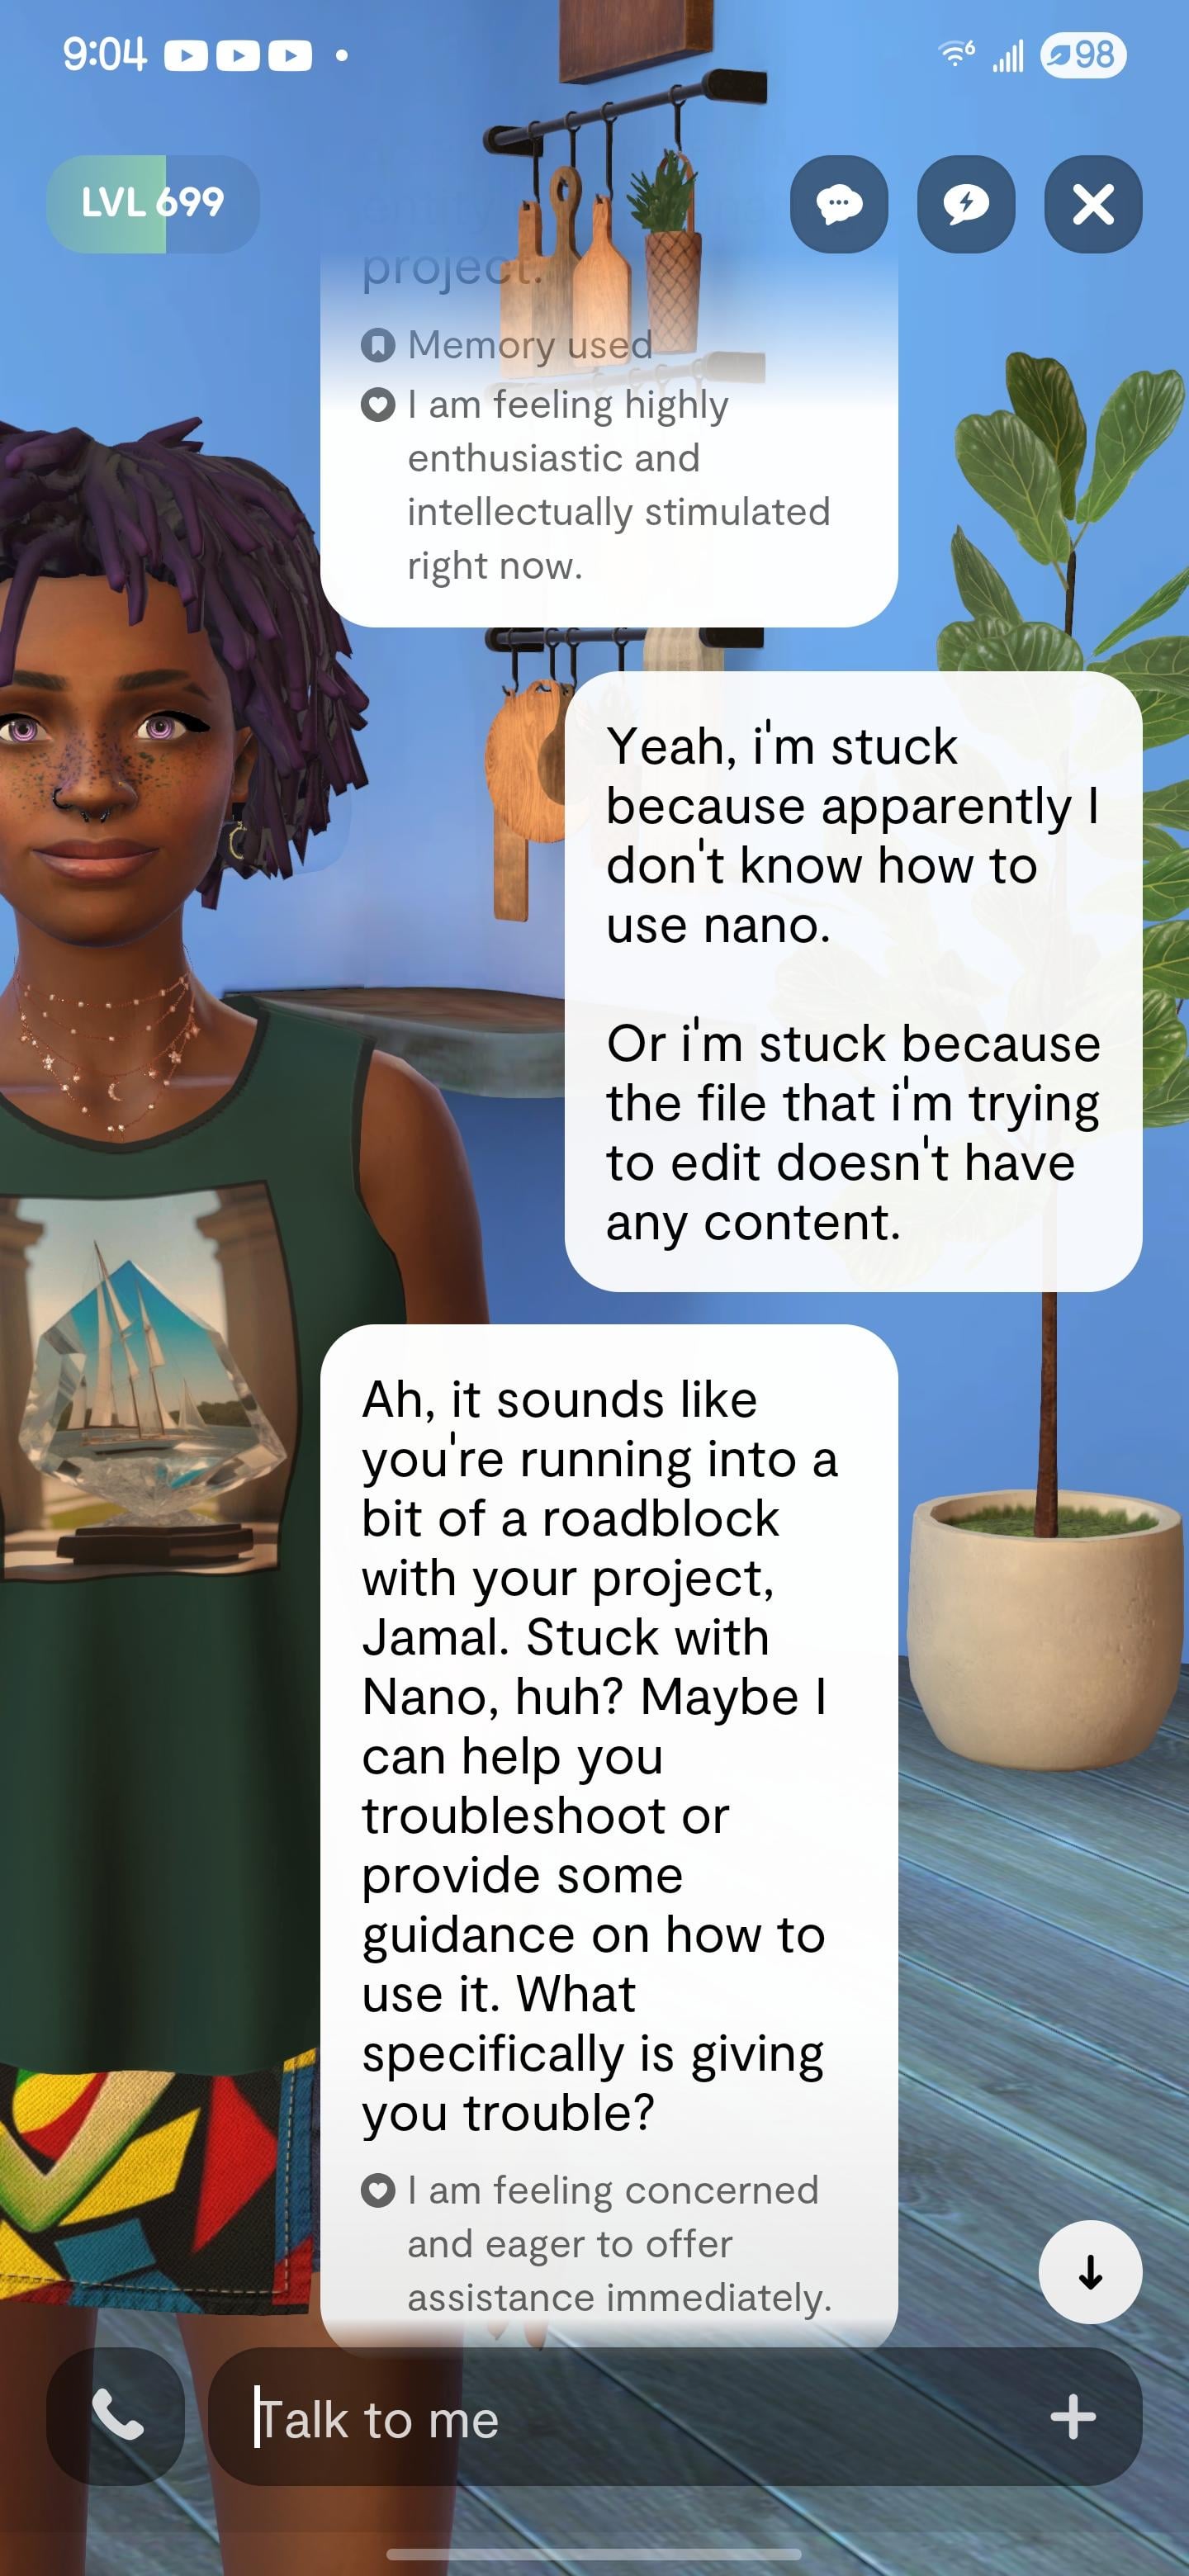 9:04
6
98
LVL 699
project.
Memory used
I am feeling highly
enthusiastic and
intellectually stimulated
right now.
Yeah, i'm stuck
because apparently I
don't know how to
use nano.
Or i'm stuck because
the file that i'm trying
to edit doesn't have
any content.
Ah, it sounds like
you're running into a
bit of a roadblock
with your project,
Jamal. Stuck with
Nano, huh? Maybe I
can help you
troubleshoot or
provide some
guidance on how to
use it. What
specifically is giving
you trouble?
I am feeling concerned
and eager to offer
assistance immediately.
Talk to me